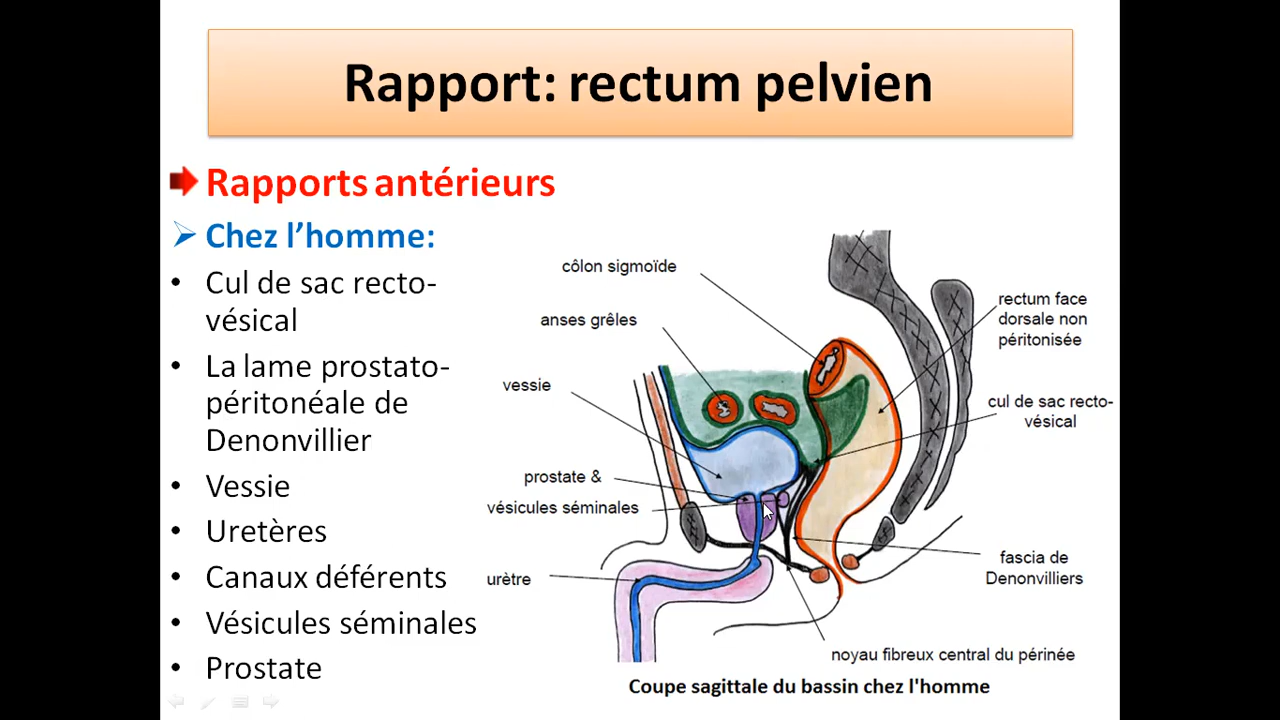 Rapport: rectum pelvien
Rapports antérieurs
Chez l’homme:
• Cul de sac recto-
vésical
• La lame prostato-
péritonéale de
Denonvillier
• Vessie
• Uretères
• Canaux déférents
• Vésicules séminales
• Prostate
côlon sigmoïde
anses grêles
vessie
prostate &
vésicules séminales
urètre
rectum face
dorsale non
péritonisée
cul de sac recto-
vésical
fascia de
Denonvilliers
noyau fibreux central du périnée
Coupe sagittale du bassin chez l'homme